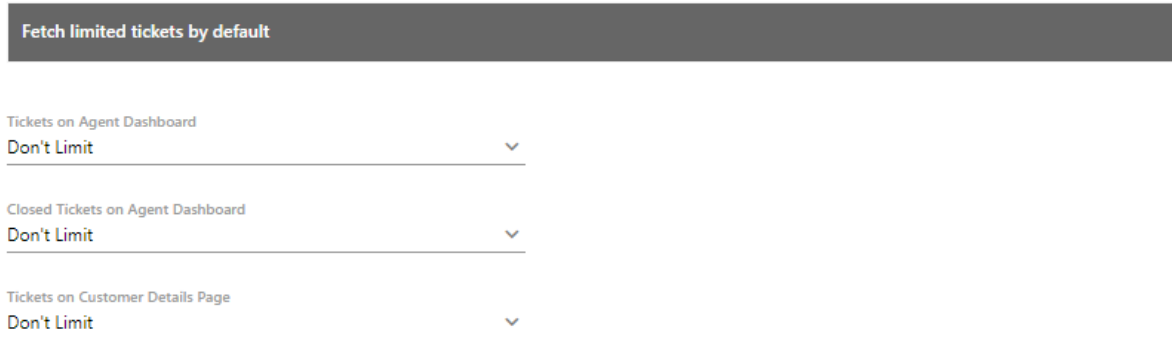 Fetch limited tickets by default
Tickets on Agent Dashboard
Don't Limit
Closed Tickets on Agent Dashboard
Don't Limit
Tickets on Customer Details Page
Don't Limit